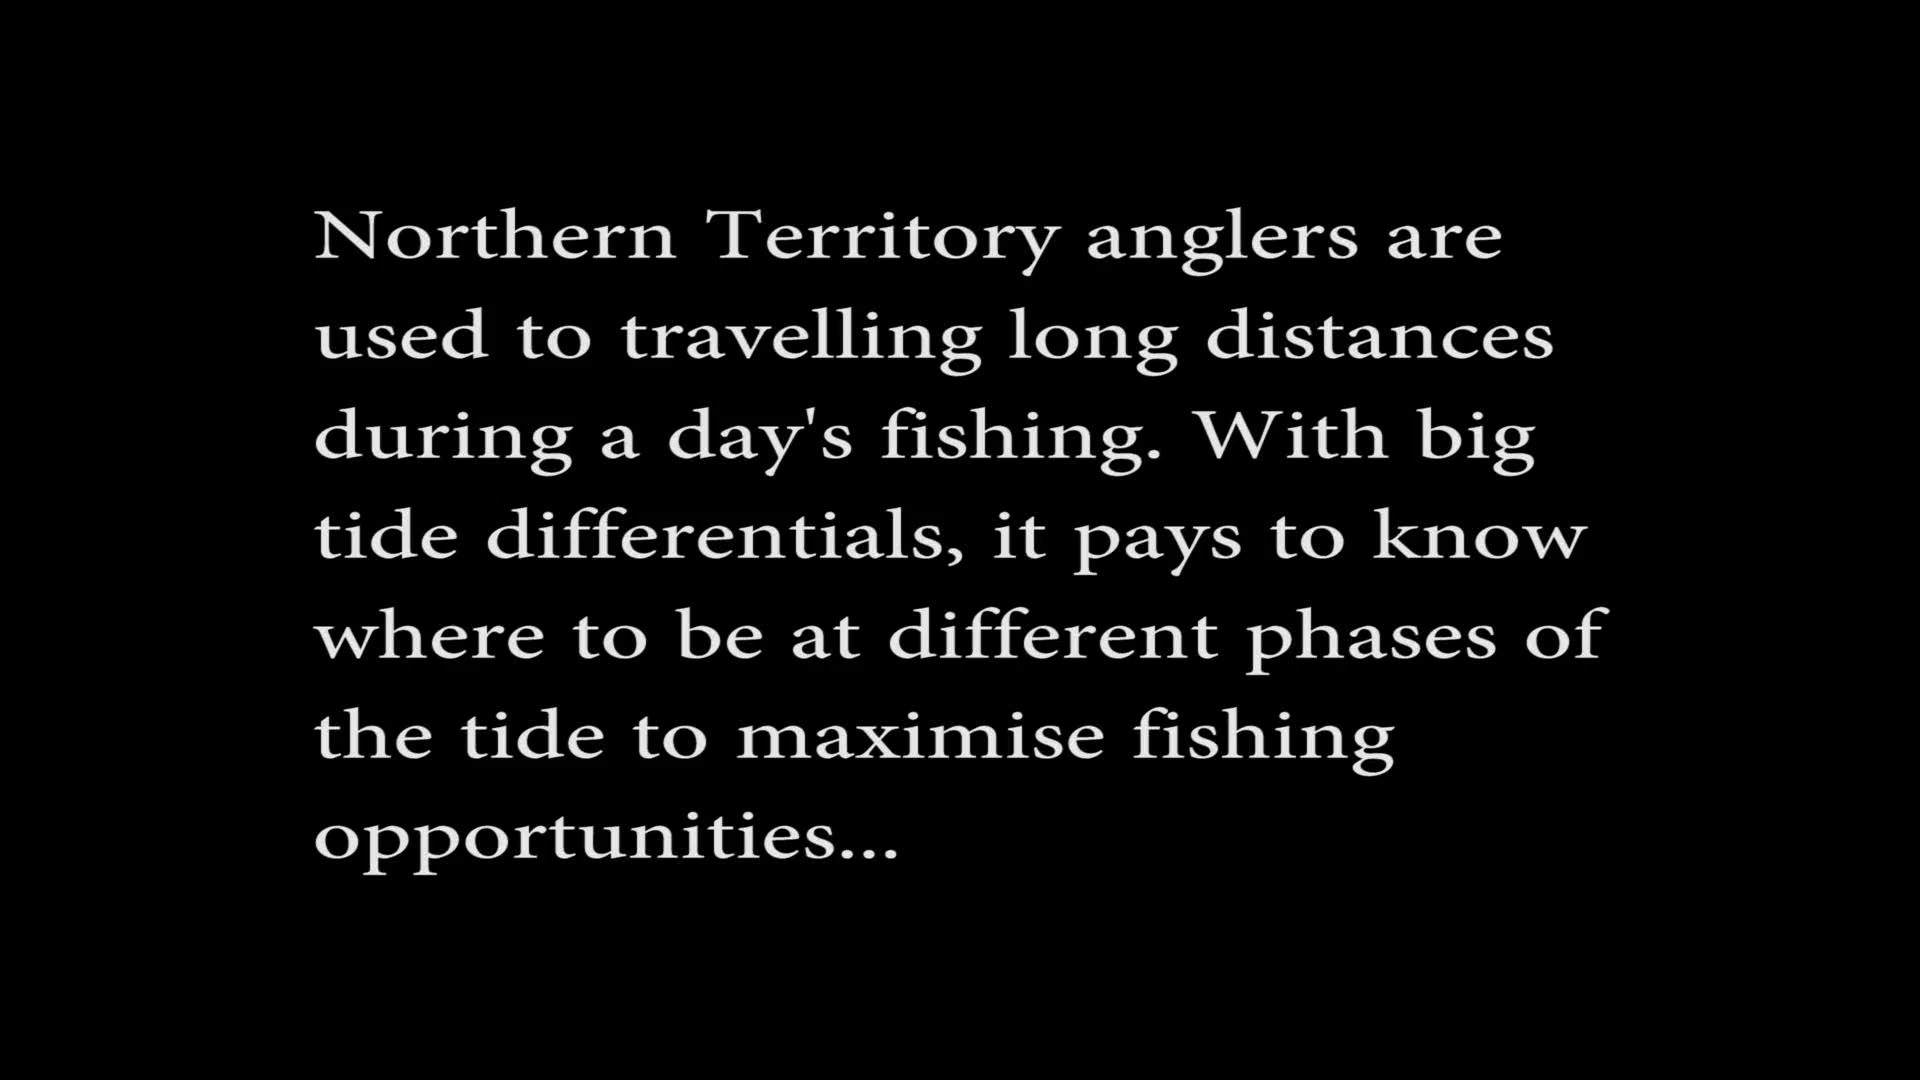 Northern Territory anglers are
used to travelling long distances
during a day's fishing. With big
tide differentials, it pays to know
where to be at different phases of
the tide to maximise fishing
opportunities...